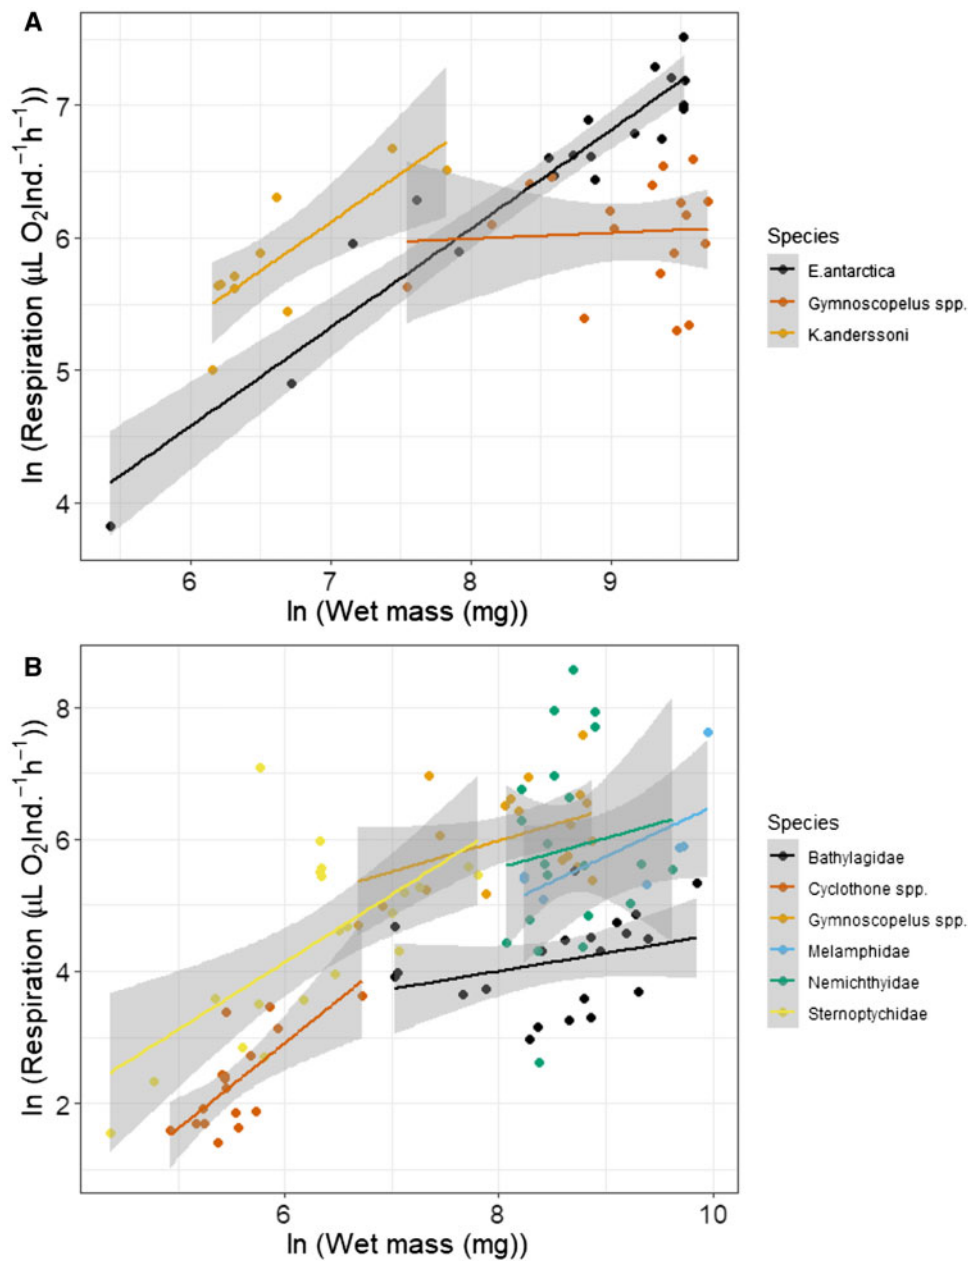 A
ln (Respiration (µL O₂Ind.⁻¹h⁻¹))
7
6
5
4
6 7 8 9
ln (Wet mass (mg))
Species
E.antarctica
Gymnoscopelus spp.
K.anderssoni
B
ln (Respiration (µL O₂Ind.⁻¹h⁻¹))
8
6
4
2
6 8 10
ln (Wet mass (mg))
Species
Bathylagidae
Cyclothone spp.
Gymnoscopelus spp.
Melamphidae
Nemichthyidae
Sternoptychidae